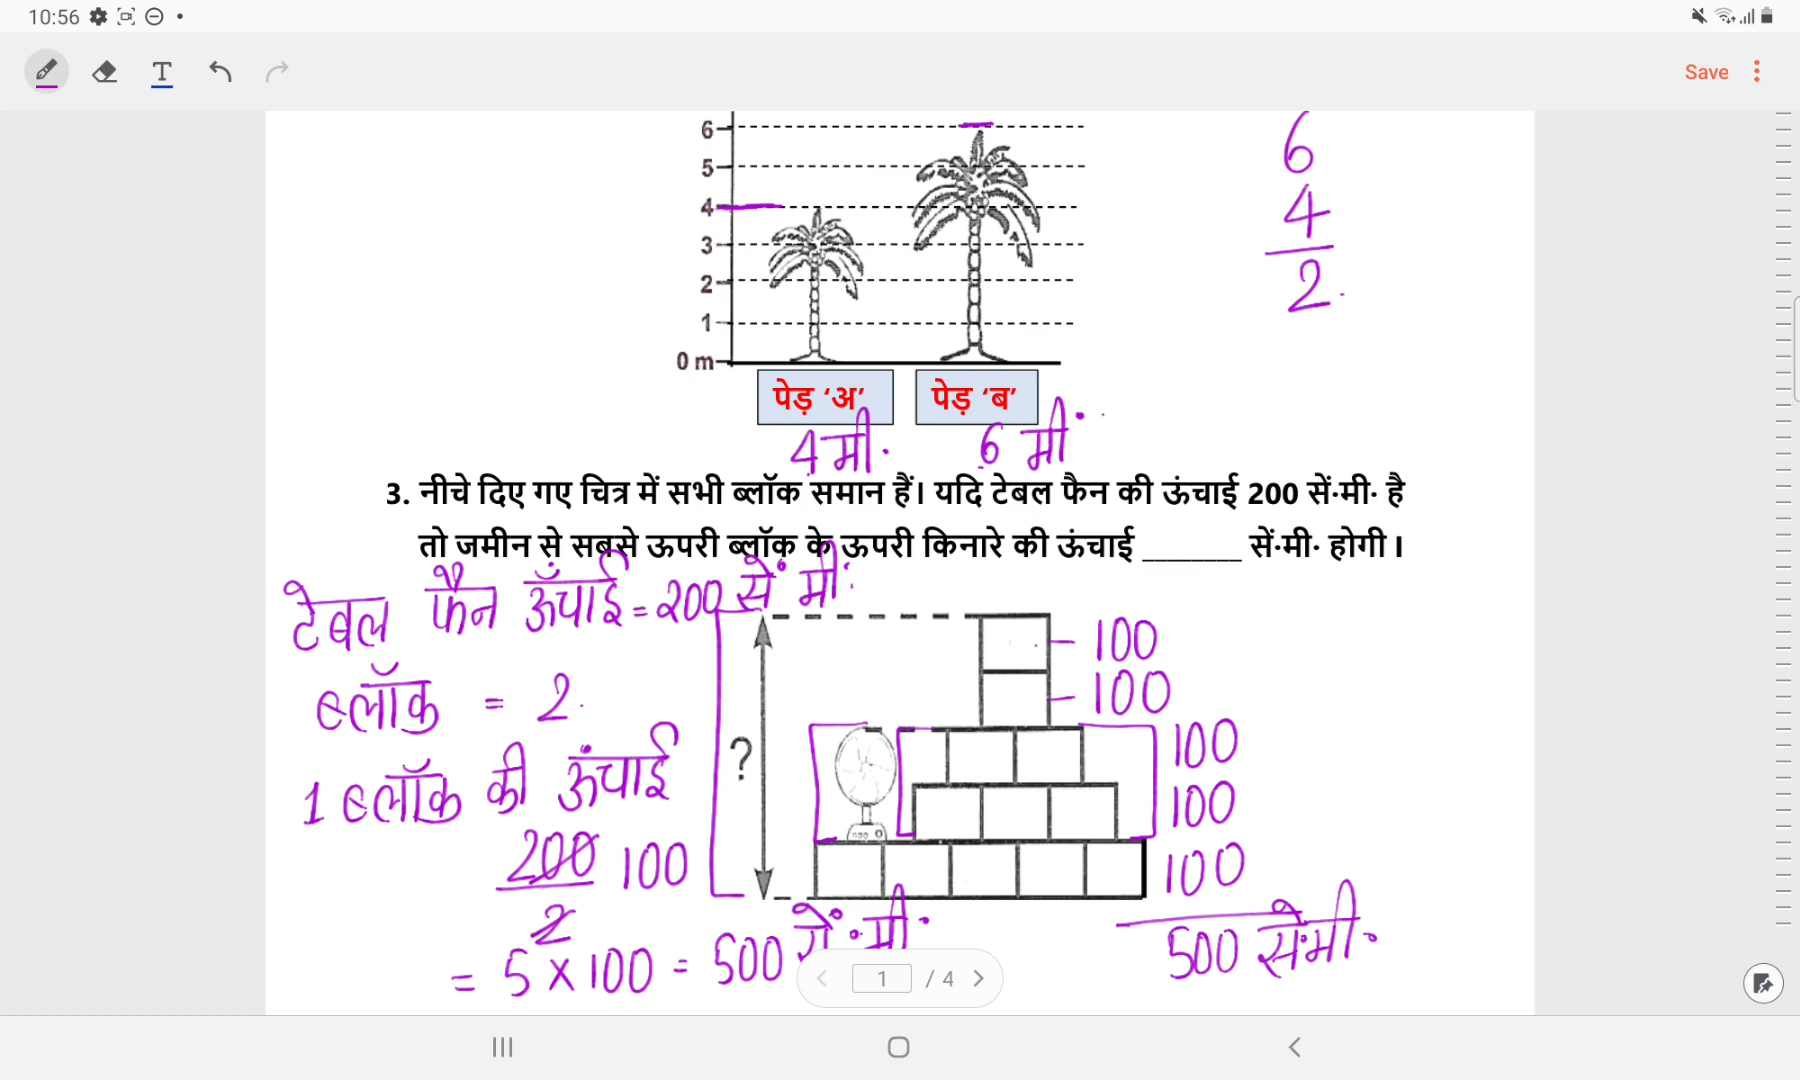 10:56
T
Save
6
5
4
3
2
1
0 m
6
4
2
पेड़ ‘अ’ पेड़ ‘ब’
4 मी. 6 मी.
3. नीचे दिए गए चित्र में सभी ब्लॉक समान हैं। यदि टेबल फैन की ऊंचाई 200 सें·मी· है
तो जमीन से सबसे ऊपरी ब्लॉक के ऊपरी किनारे की ऊंचाई ________ सें·मी· होगी ।
टेबल फैन ऊँचाई = 200 सें मी.
ब्लॉक = 2.
1 ब्लॉक की ऊंचाई
200 100
2
= 5 × 100 = 500 सें.मी.
?
100
100
100
100
100
500 सें.मी.
1 / 4